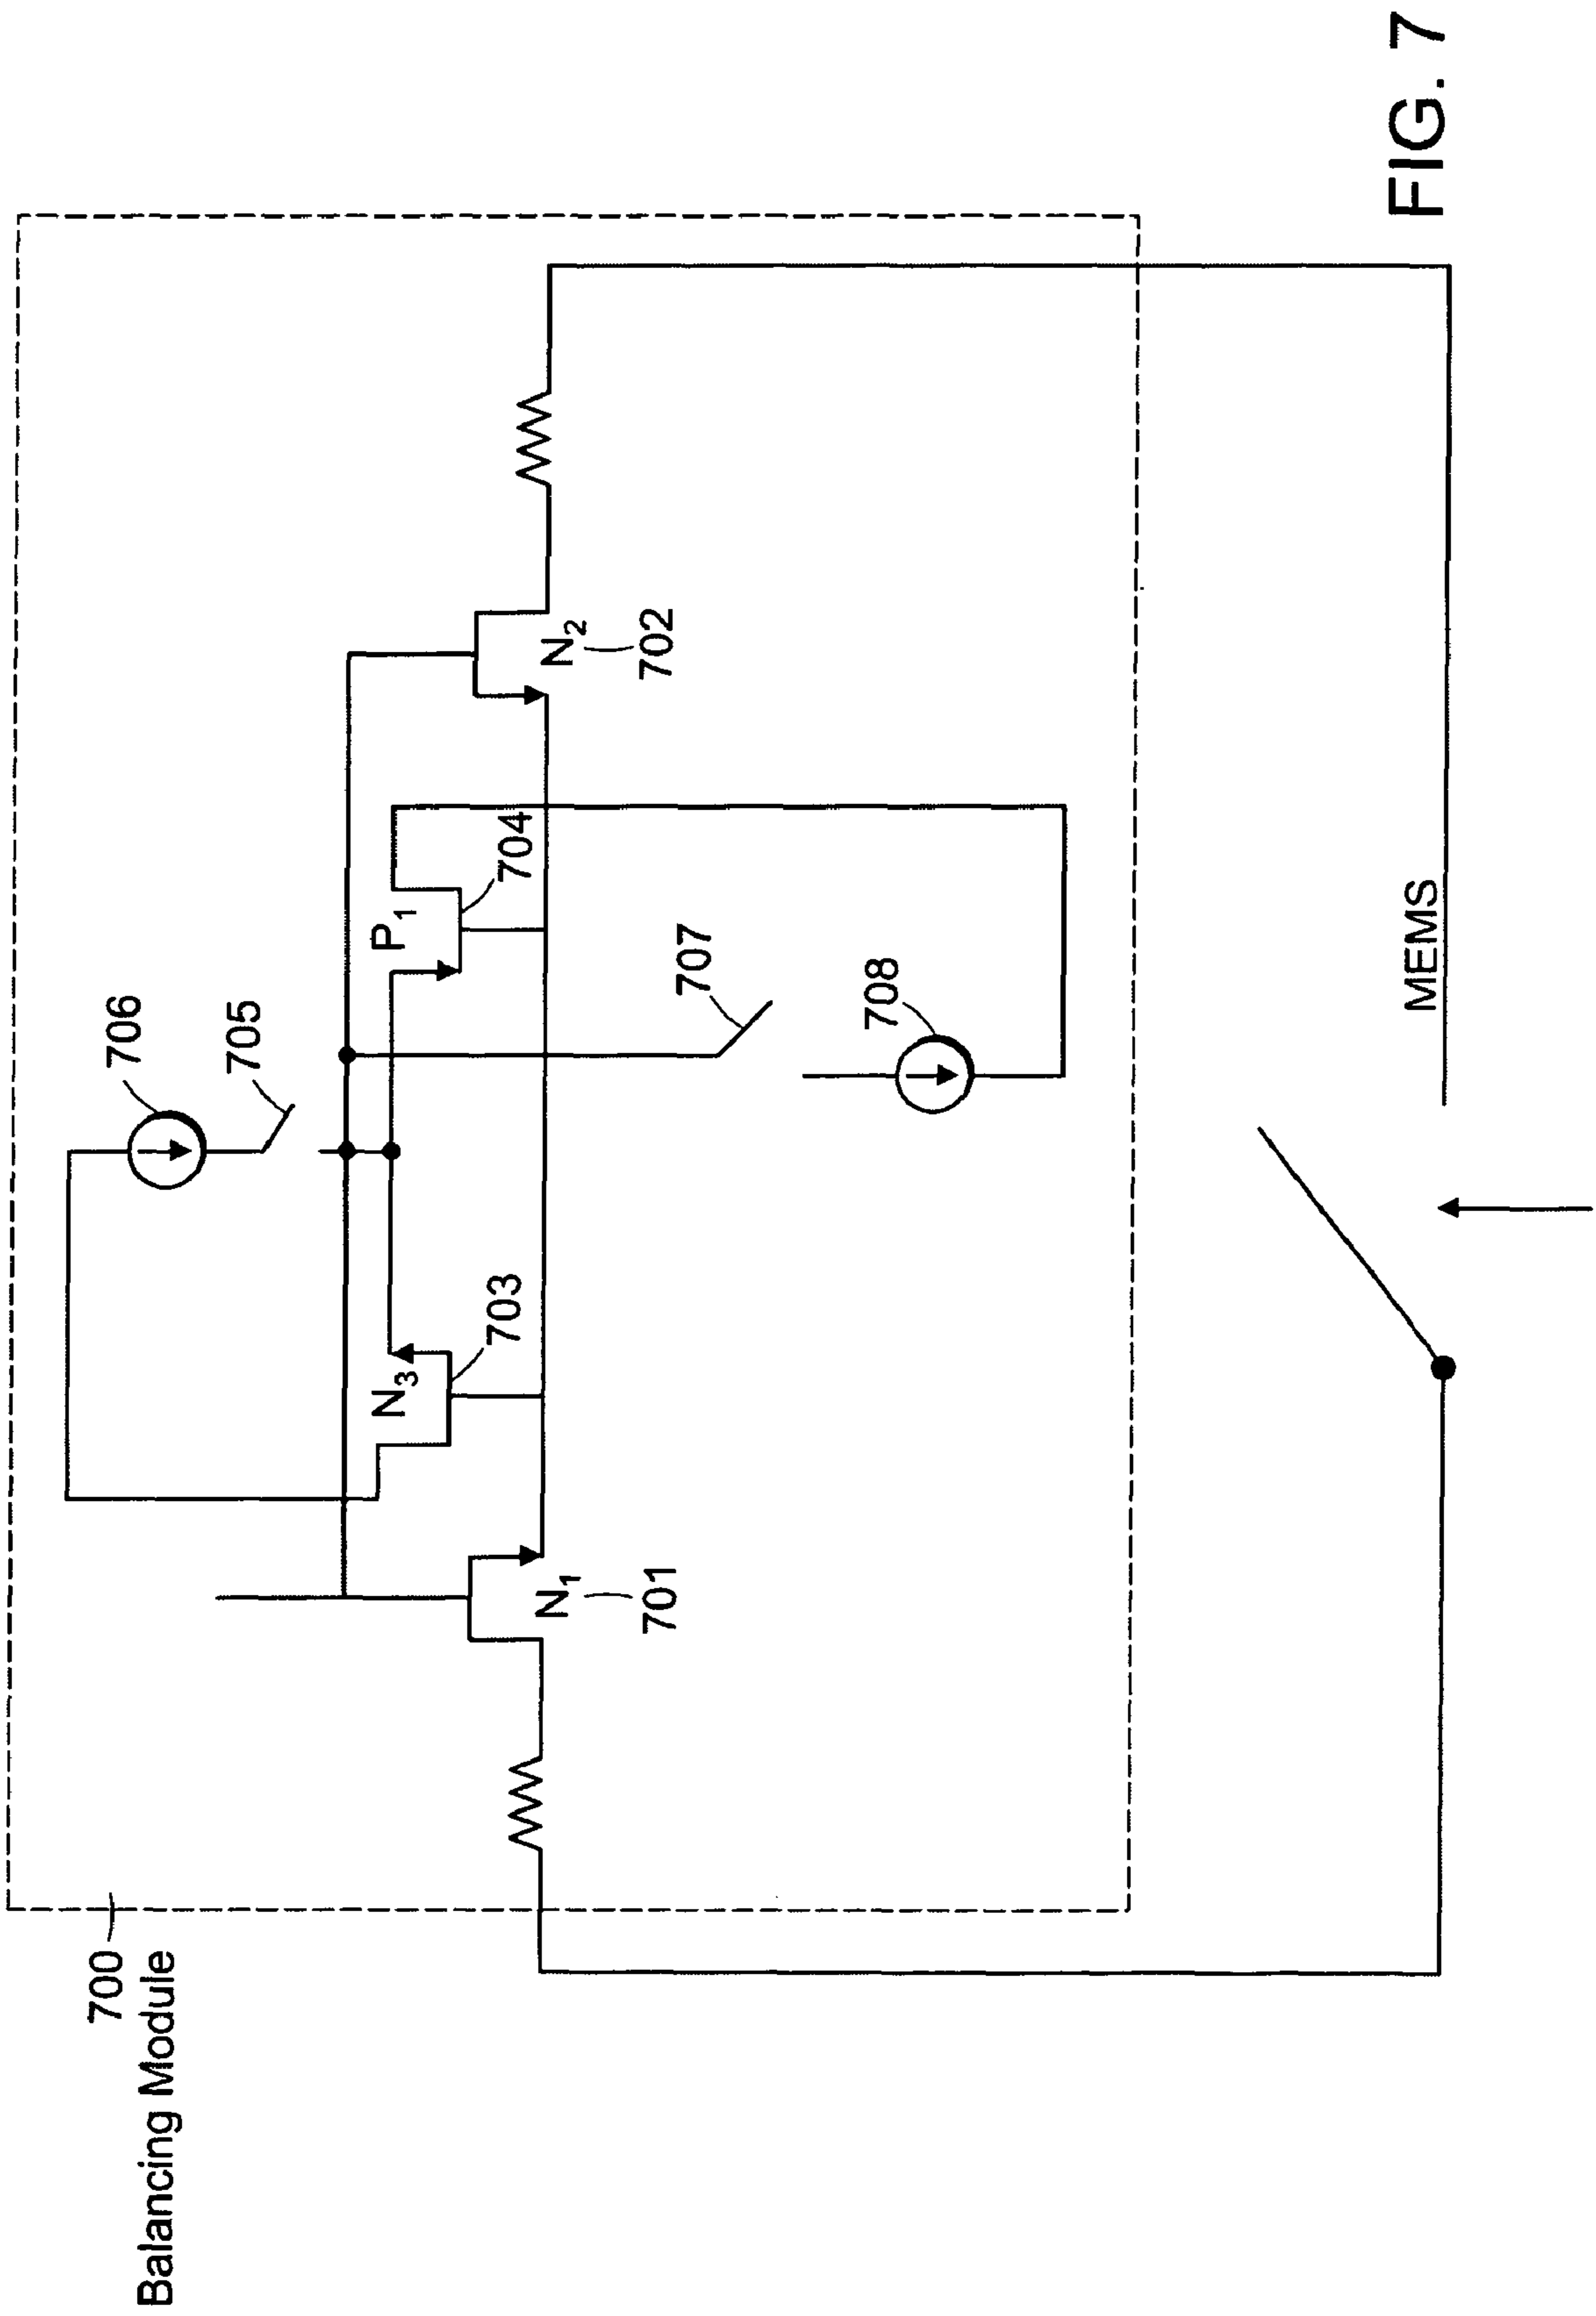 700
Balancing Module
706
705
N3
703
P1
704
N1
701
N2
702
707
708
MEMS
FIG. 7